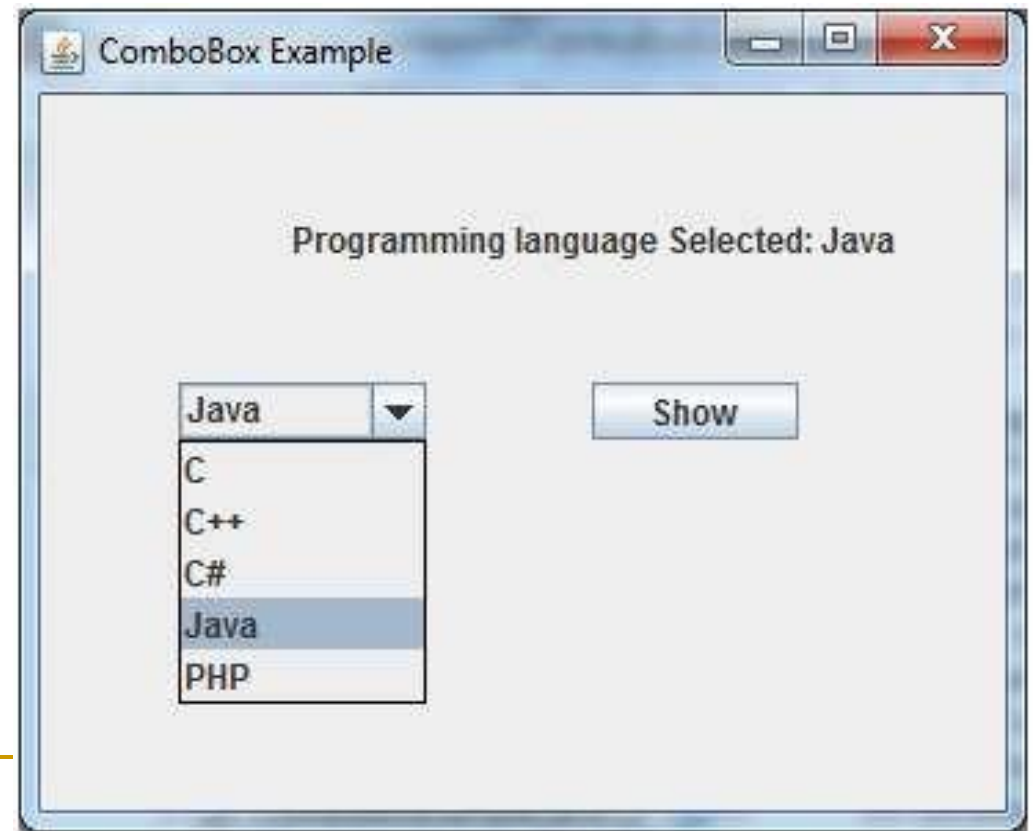 ComboBox Example
Programming language Selected: Java
Java
Show
C
C++
C#
Java
PHP